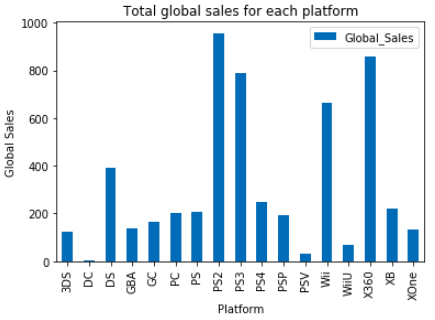 Total global sales for each platform
Global_Sales
Global Sales
1000
800
600
400
200
0
3DS
DC
DS
GBA
GC
PC
PS
PS2
PS3
PS4
PSP
PSV
Wii
WiiU
X360
XB
XOne
Platform